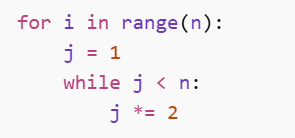 for i in range(n):
    j = 1
    while j < n:
        j *= 2